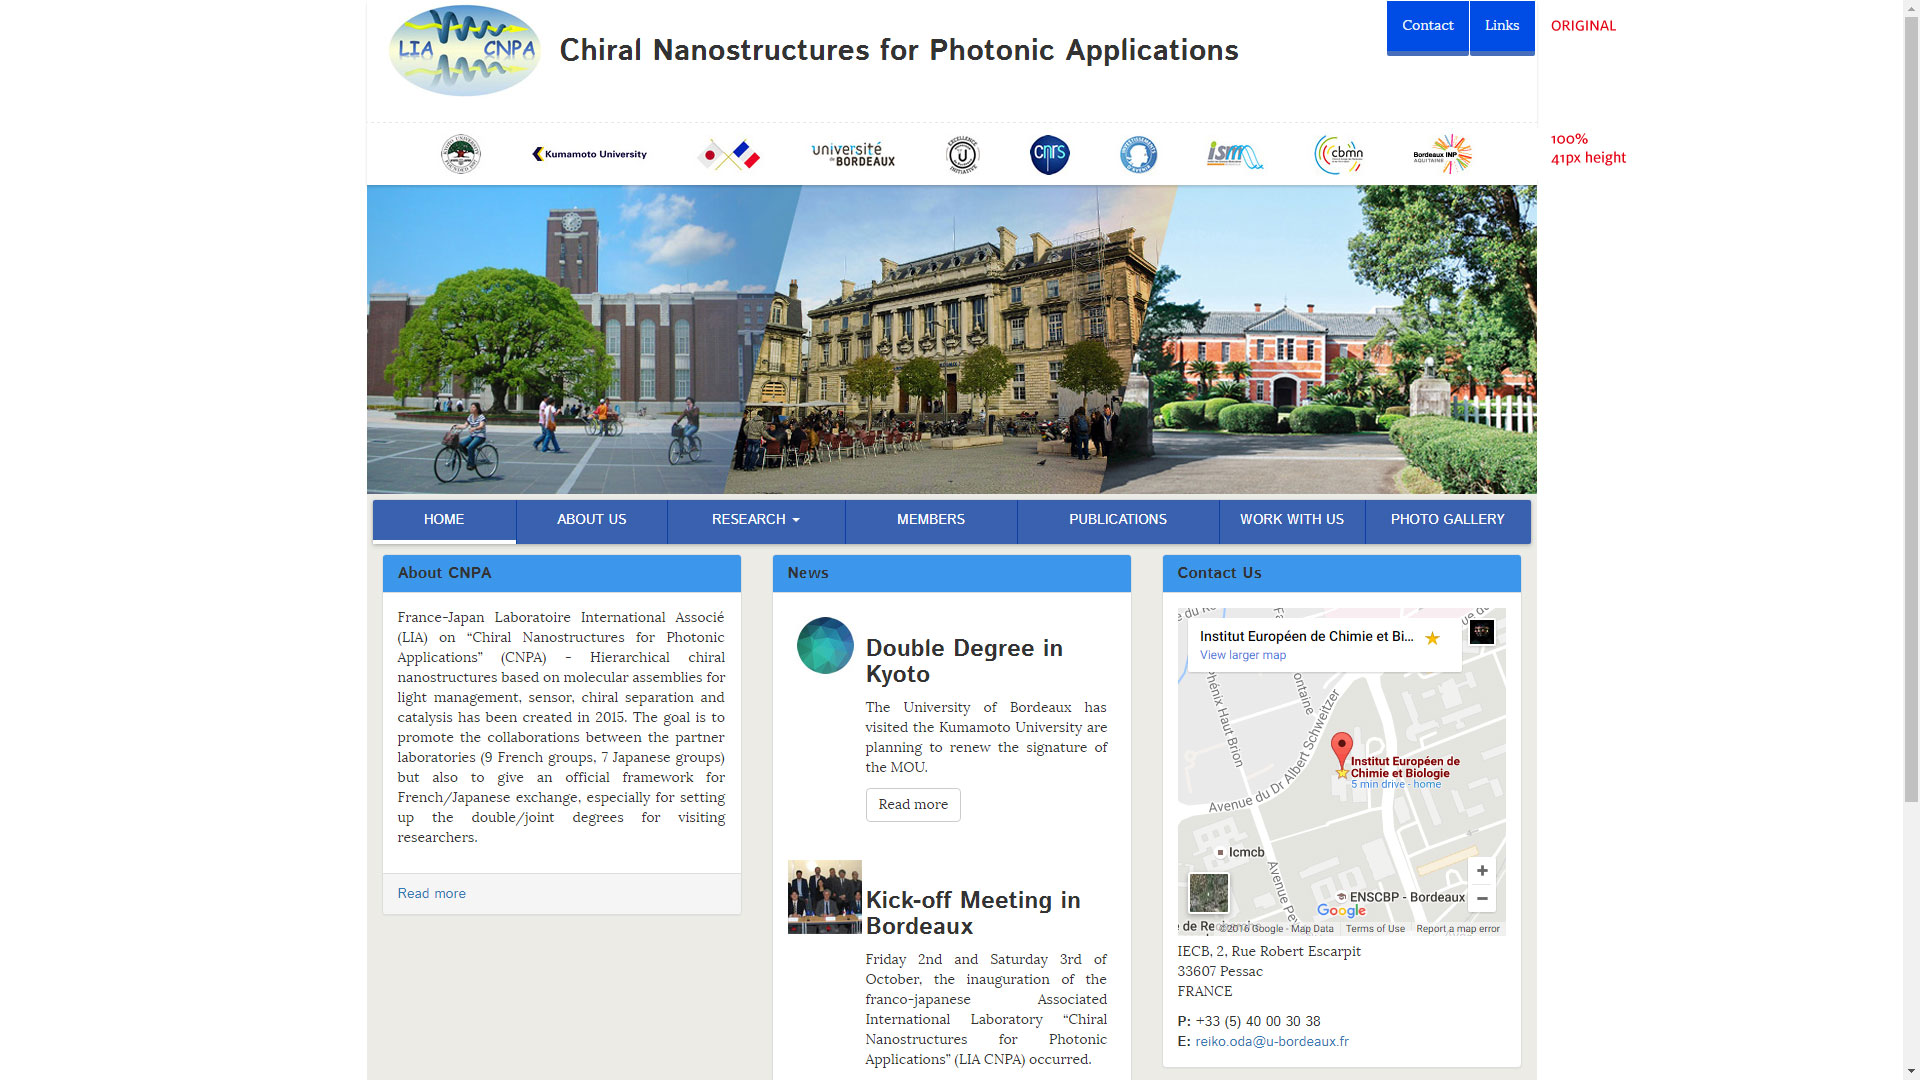 LIA CNPA
Chiral Nanostructures for Photonic Applications
Contact
Links
ORIGINAL
Kumamoto University
université
de BORDEAUX
EXCELLENCE
INITIATIVE
cnrs
ism
cbmn
Bordeaux INP
AQUITAINE
100%
41px height
HOME
ABOUT US
RESEARCH
MEMBERS
PUBLICATIONS
WORK WITH US
PHOTO GALLERY
About CNPA
France-Japan Laboratoire International Associé
(LIA) on “Chiral Nanostructures for Photonic
Applications” (CNPA) - Hierarchical chiral
nanostructures based on molecular assemblies for
light management, sensor, chiral separation and
catalysis has been created in 2015. The goal is to
promote the collaborations between the partner
laboratories (9 French groups, 7 Japanese groups)
but also to give an official framework for
French/Japanese exchange, especially for setting
up the double/joint degrees for visiting
researchers.
Read more
News
Double Degree in
Kyoto
The University of Bordeaux has
visited the Kumamoto University are
planning to renew the signature of
the MOU.
Read more
Kick-off Meeting in
Bordeaux
Friday 2nd and Saturday 3rd of
October, the inauguration of the
franco-japanese Associated
International Laboratory “Chiral
Nanostructures for Photonic
Applications” (LIA CNPA) occurred.
Contact Us
Institut Européen de Chimie et Bi...
View larger map
Avenue du Dr Albert Schweitzer
Institut Européen de
Chimie et Biologie
5 min drive - home
Icmcb
ENSCBP - Bordeaux
Google
©2016 Google - Map Data
Terms of Use
Report a map error
IECB, 2, Rue Robert Escarpit
33607 Pessac
FRANCE
P: +33 (5) 40 00 30 38
E: reiko.oda@u-bordeaux.fr